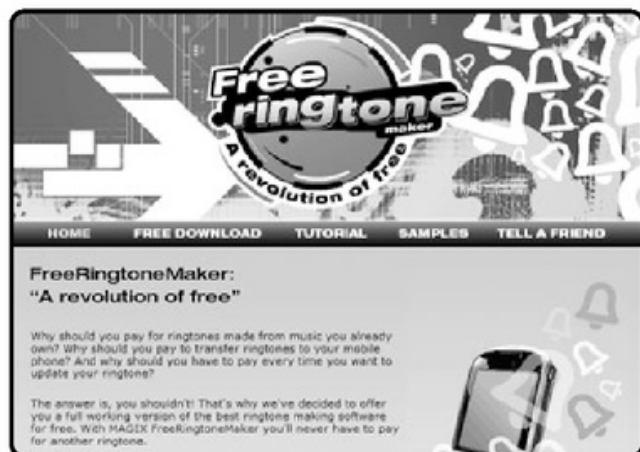 Free
ringtone
maker
A revolution of free
HOME FREE DOWNLOAD TUTORIAL SAMPLES TELL A FRIEND
FreeRingtoneMaker:
“A revolution of free”
Why should you pay for ringtones made from music you already
own? Why should you pay to transfer ringtones to your mobile
phone? And why should you have to pay every time you want to
update your ringtone?
The answer is, you shouldn't! That's why we've decided to offer
you a full working version of the best ringtone making software
for free. With MAGIX FreeRingtoneMaker you'll never have to pay
for another ringtone.